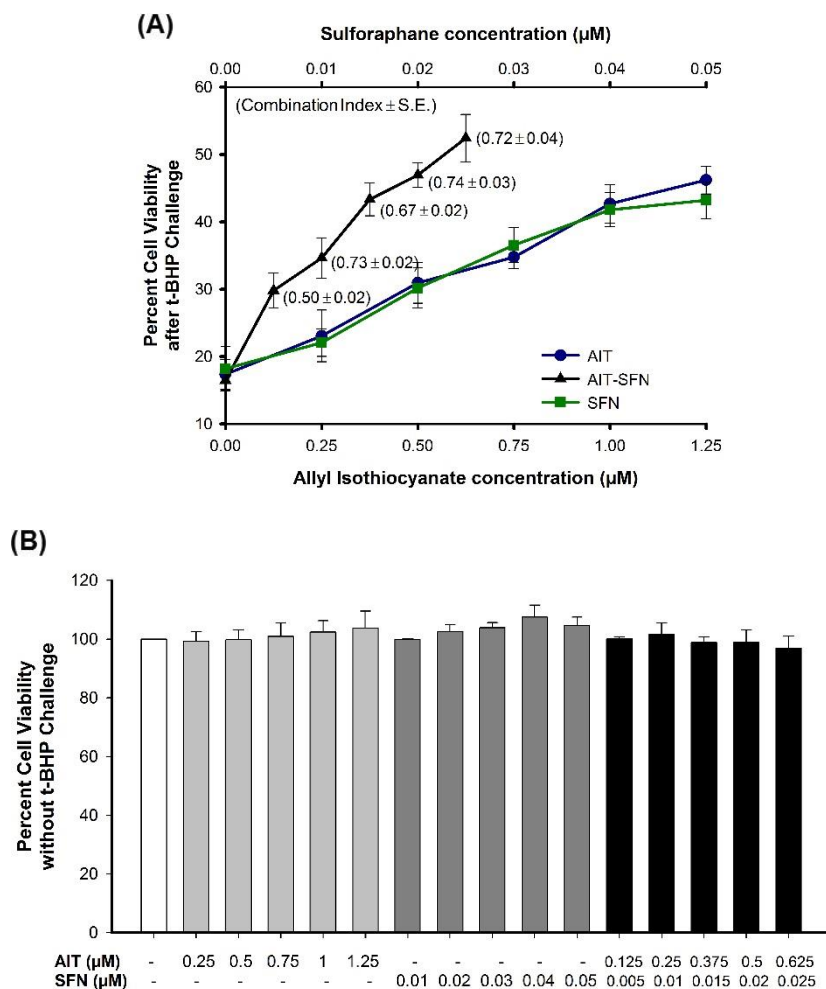 (A)
Sulforaphane concentration (µM)
0.00 0.01 0.02 0.03 0.04 0.05
60
(Combination Index ± S.E.)
(0.72 ± 0.04)
50
(0.74 ± 0.03)
(0.67 ± 0.02)
40
(0.73 ± 0.02)
30
(0.50 ± 0.02)
20
10
Percent Cell Viability
after t-BHP Challenge
AIT
AIT-SFN
SFN
0.00 0.25 0.50 0.75 1.00 1.25
Allyl Isothiocyanate concentration (µM)
(B)
120
100
80
60
40
20
0
Percent Cell Viability
without t-BHP Challenge
AIT (µM) - 0.25 0.5 0.75 1 1.25 - - - - - 0.125 0.25 0.375 0.5 0.625
SFN (µM) - - - - - - 0.01 0.02 0.03 0.04 0.05 0.005 0.01 0.015 0.02 0.025